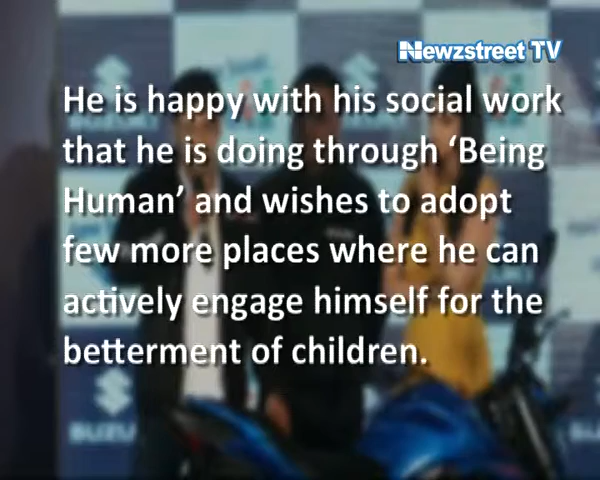 Newzstreet TV
He is happy with his social work
that he is doing through ‘Being
Human’ and wishes to adopt
few more places where he can
actively engage himself for the
betterment of children.
SUZU